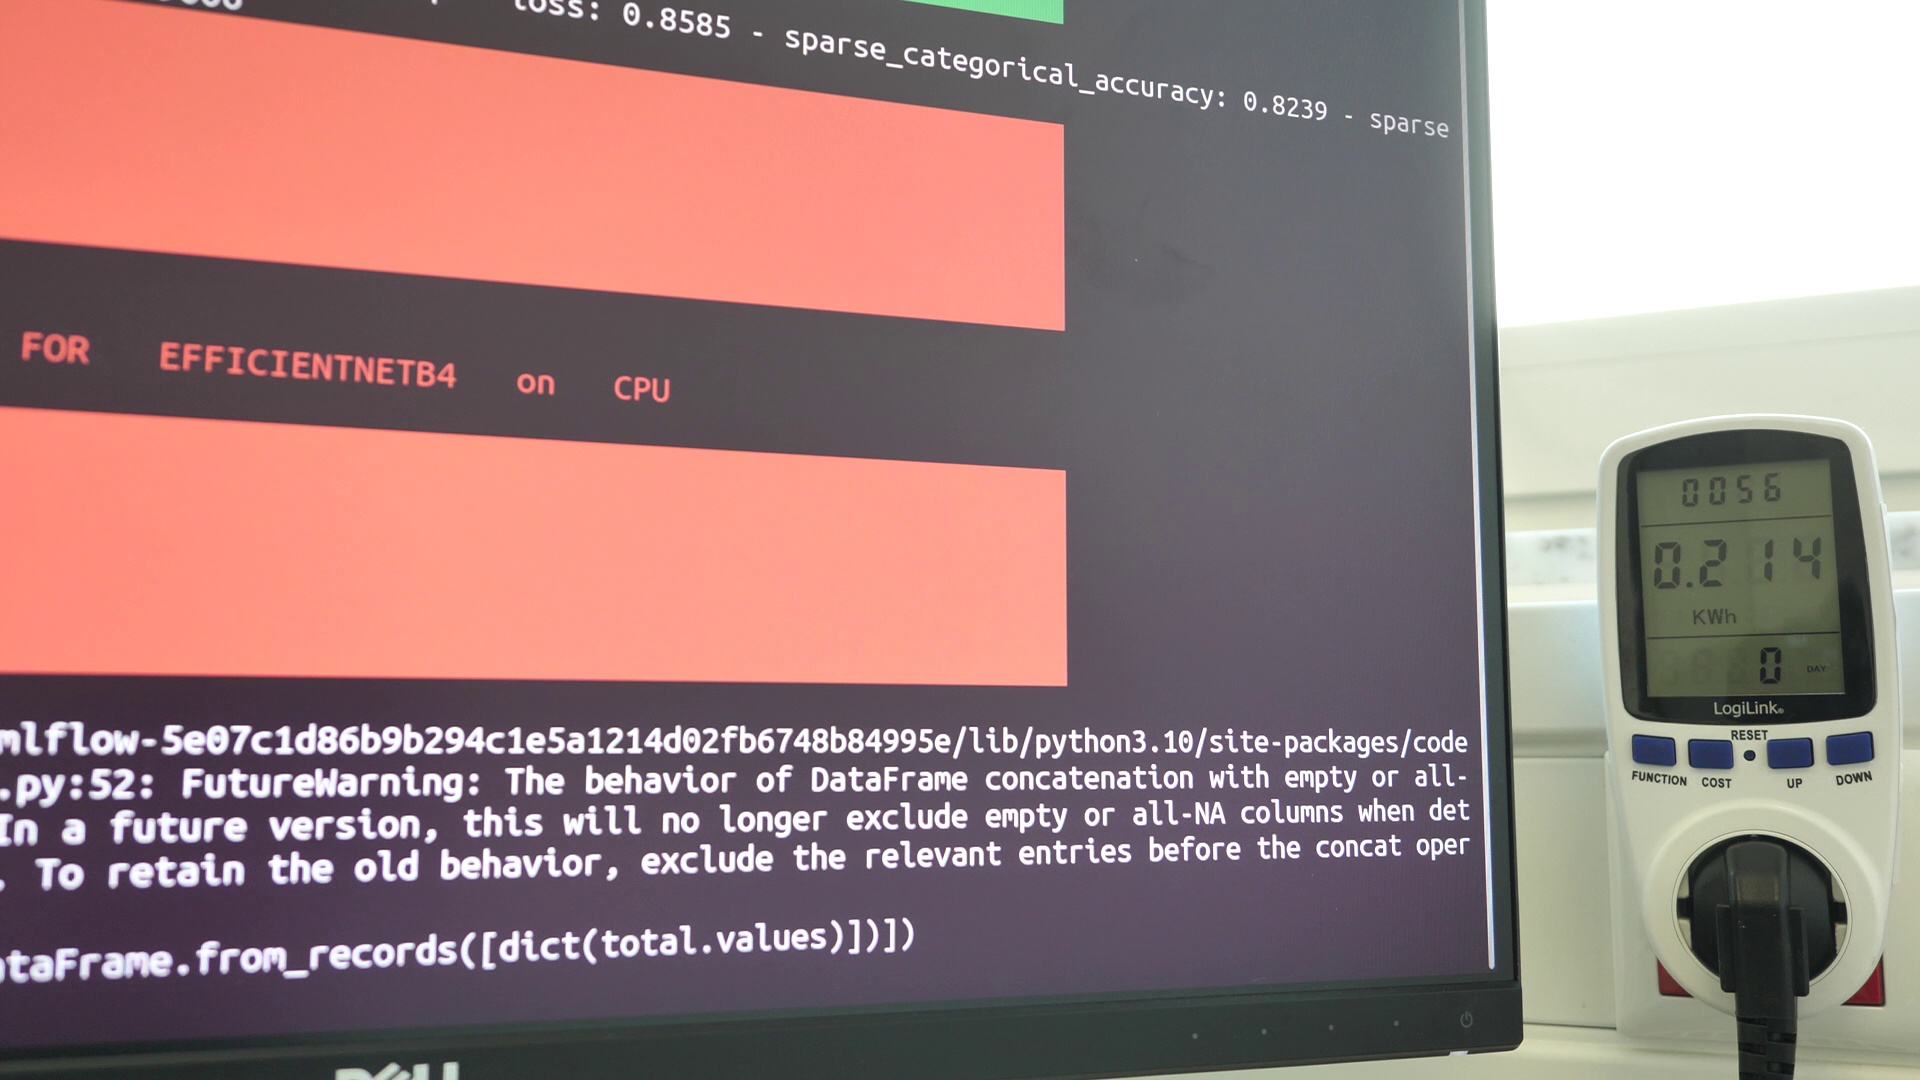 loss: 0.8585 - sparse_categorical_accuracy: 0.8239 - sparse
FOR EFFICIENTNETB4 on CPU
mlflow-5e07c1d86b9b294c1e5a1214d02fb6748b84995e/lib/python3.10/site-packages/code
.py:52: FutureWarning: The behavior of DataFrame concatenation with empty or all-
In a future version, this will no longer exclude empty or all-NA columns when det
. To retain the old behavior, exclude the relevant entries before the concat oper
ataFrame.from_records([dict(total.values)])])
DELL
0056
0.214
KWh
0 DAY
LogiLink
RESET
FUNCTION COST UP DOWN